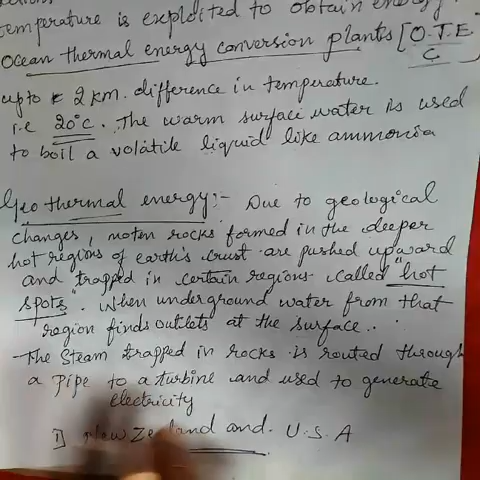 temperature is exploited to obtain energy
ocean thermal energy conversion plants [O.T.E
C
upto 2 km. difference in temperature.
i.e 20°C. The warm surface water is used
to boil a volatile liquid like ammonia
Geothermal energy:- Due to geological
changes, moten rocks formed in the deeper
hot regions of earth's crust are pushed upward
and trapped in certain regions called "hot
spots". When underground water from that
region finds outlets at the surface..
- The Steam trapped in rocks is routed through
a pipe to a turbine and used to generate
electricity
1] New Zealand and. U.S.A